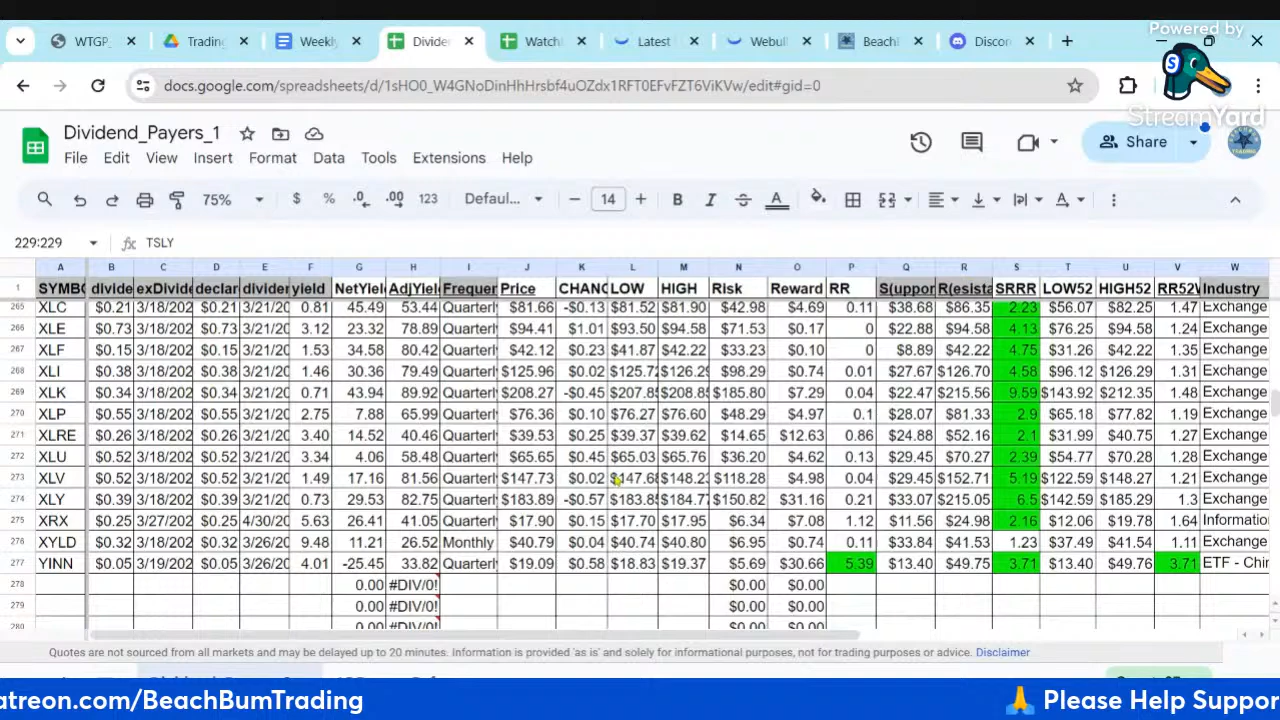 Powered by
StreamYard
WTGP_
Trading
Weekly
Divide
Watch
Latest
Webull
Beach
Discor
docs.google.com/spreadsheets/d/
Dividend_Payers_1
Share
File Edit View Insert Format Data Tools Extensions Help
75% $ % .0 .00 123 Defaul... 14 B I A
229:229 fx TSLY
A B C D E F G H I J K L M N O P Q R S T U V W
1 SYMBO divide exDivide declar divider yield NetYiel AdjYiel Frequer Price CHANG LOW HIGH Risk Reward RR S(suppor R(esista SRRR LOW52 HIGH52 RR52W Industry
265 XLC $0.21 3/18/202 $0.21 3/21/20 0.81 45.49 53.44 Quarterl $81.66 -$0.13 $81.52 $81.90 $42.98 $4.69 0.11 $38.68 $86.35 2.23 $56.07 $82.25 1.47 Exchange
266 XLE $0.73 3/18/202 $0.73 3/21/20 3.12 23.32 78.89 Quarterl $94.41 $1.01 $93.50 $94.58 $71.53 $0.17 0 $22.88 $94.58 4.13 $76.25 $94.58 1.24 Exchange
267 XLF $0.15 3/18/202 $0.15 3/21/20 1.53 34.58 80.42 Quarterl $42.12 $0.23 $41.87 $42.22 $33.23 $0.10 0 $8.89 $42.22 4.75 $31.26 $42.22 1.35 Exchange
268 XLI $0.38 3/18/202 $0.38 3/21/20 1.46 30.36 79.49 Quarterl $125.96 $0.02 $125.72 $126.29 $98.29 $0.74 0.01 $27.67 $126.70 4.58 $96.12 $126.29 1.31 Exchange
269 XLK $0.34 3/18/202 $0.34 3/21/20 0.71 43.94 89.92 Quarterl $208.27 -$0.45 $207.8 $208.8 $185.80 $7.29 0.04 $22.47 $215.56 9.59 $143.92 $212.35 1.48 Exchange
270 XLP $0.55 3/18/202 $0.55 3/21/20 2.75 7.88 65.99 Quarterl $76.36 $0.10 $76.27 $76.60 $48.29 $4.97 0.1 $28.07 $81.33 2.9 $65.18 $77.82 1.19 Exchange
271 XLRE $0.26 3/18/202 $0.26 3/21/20 3.40 14.52 40.46 Quarterl $39.53 $0.25 $39.37 $39.62 $14.65 $12.63 0.86 $24.88 $52.16 2.1 $31.99 $40.75 1.27 Exchange
272 XLU $0.52 3/18/202 $0.52 3/21/20 3.34 4.06 58.48 Quarterl $65.65 $0.45 $65.03 $65.76 $36.20 $4.62 0.13 $29.45 $70.27 2.39 $54.77 $70.28 1.28 Exchange
273 XLV $0.52 3/18/202 $0.52 3/21/20 1.49 17.16 81.56 Quarterl $147.73 $0.02 $147.68 $148.2 $118.28 $4.98 0.04 $29.45 $152.71 5.19 $122.59 $148.27 1.21 Exchange
274 XLY $0.39 3/18/202 $0.39 3/21/20 0.73 29.53 82.75 Quarterl $183.89 -$0.57 $183.8 $184.7 $150.82 $31.16 0.21 $33.07 $215.05 6.5 $142.59 $185.29 1.3 Exchange
275 XRX $0.25 3/27/202 $0.25 4/30/20 5.63 26.41 41.05 Quarterl $17.90 $0.15 $17.70 $17.95 $6.34 $7.08 1.12 $11.56 $24.98 2.16 $12.06 $19.78 1.64 Informatio
276 XYLD $0.32 3/18/202 $0.32 3/26/20 9.48 11.21 26.52 Monthly $40.79 $0.04 $40.74 $40.80 $6.95 $0.74 0.11 $33.84 $41.53 1.23 $37.49 $41.54 1.11 Exchange
277 YINN $0.05 3/19/202 $0.05 3/26/20 4.07 -25.45 33.82 Quarterl $19.09 $0.58 $18.83 $19.37 $5.69 $30.66 5.39 $13.40 $49.75 3.71 $13.40 $49.76 3.71 ETF - Chi
278 0.00 #DIV/0! $0.00 $0.00
279 0.00 #DIV/0! $0.00 $0.00
280 0.00 #DIV/0! $0.00 $0.00
Quotes are not sourced from all markets and may be delayed up to 20 minutes. Information is provided 'as is' and solely for informational purposes, not for trading purposes or advice. Disclaimer
atreon.com/BeachBumTrading 🙏 Please Help Suppor